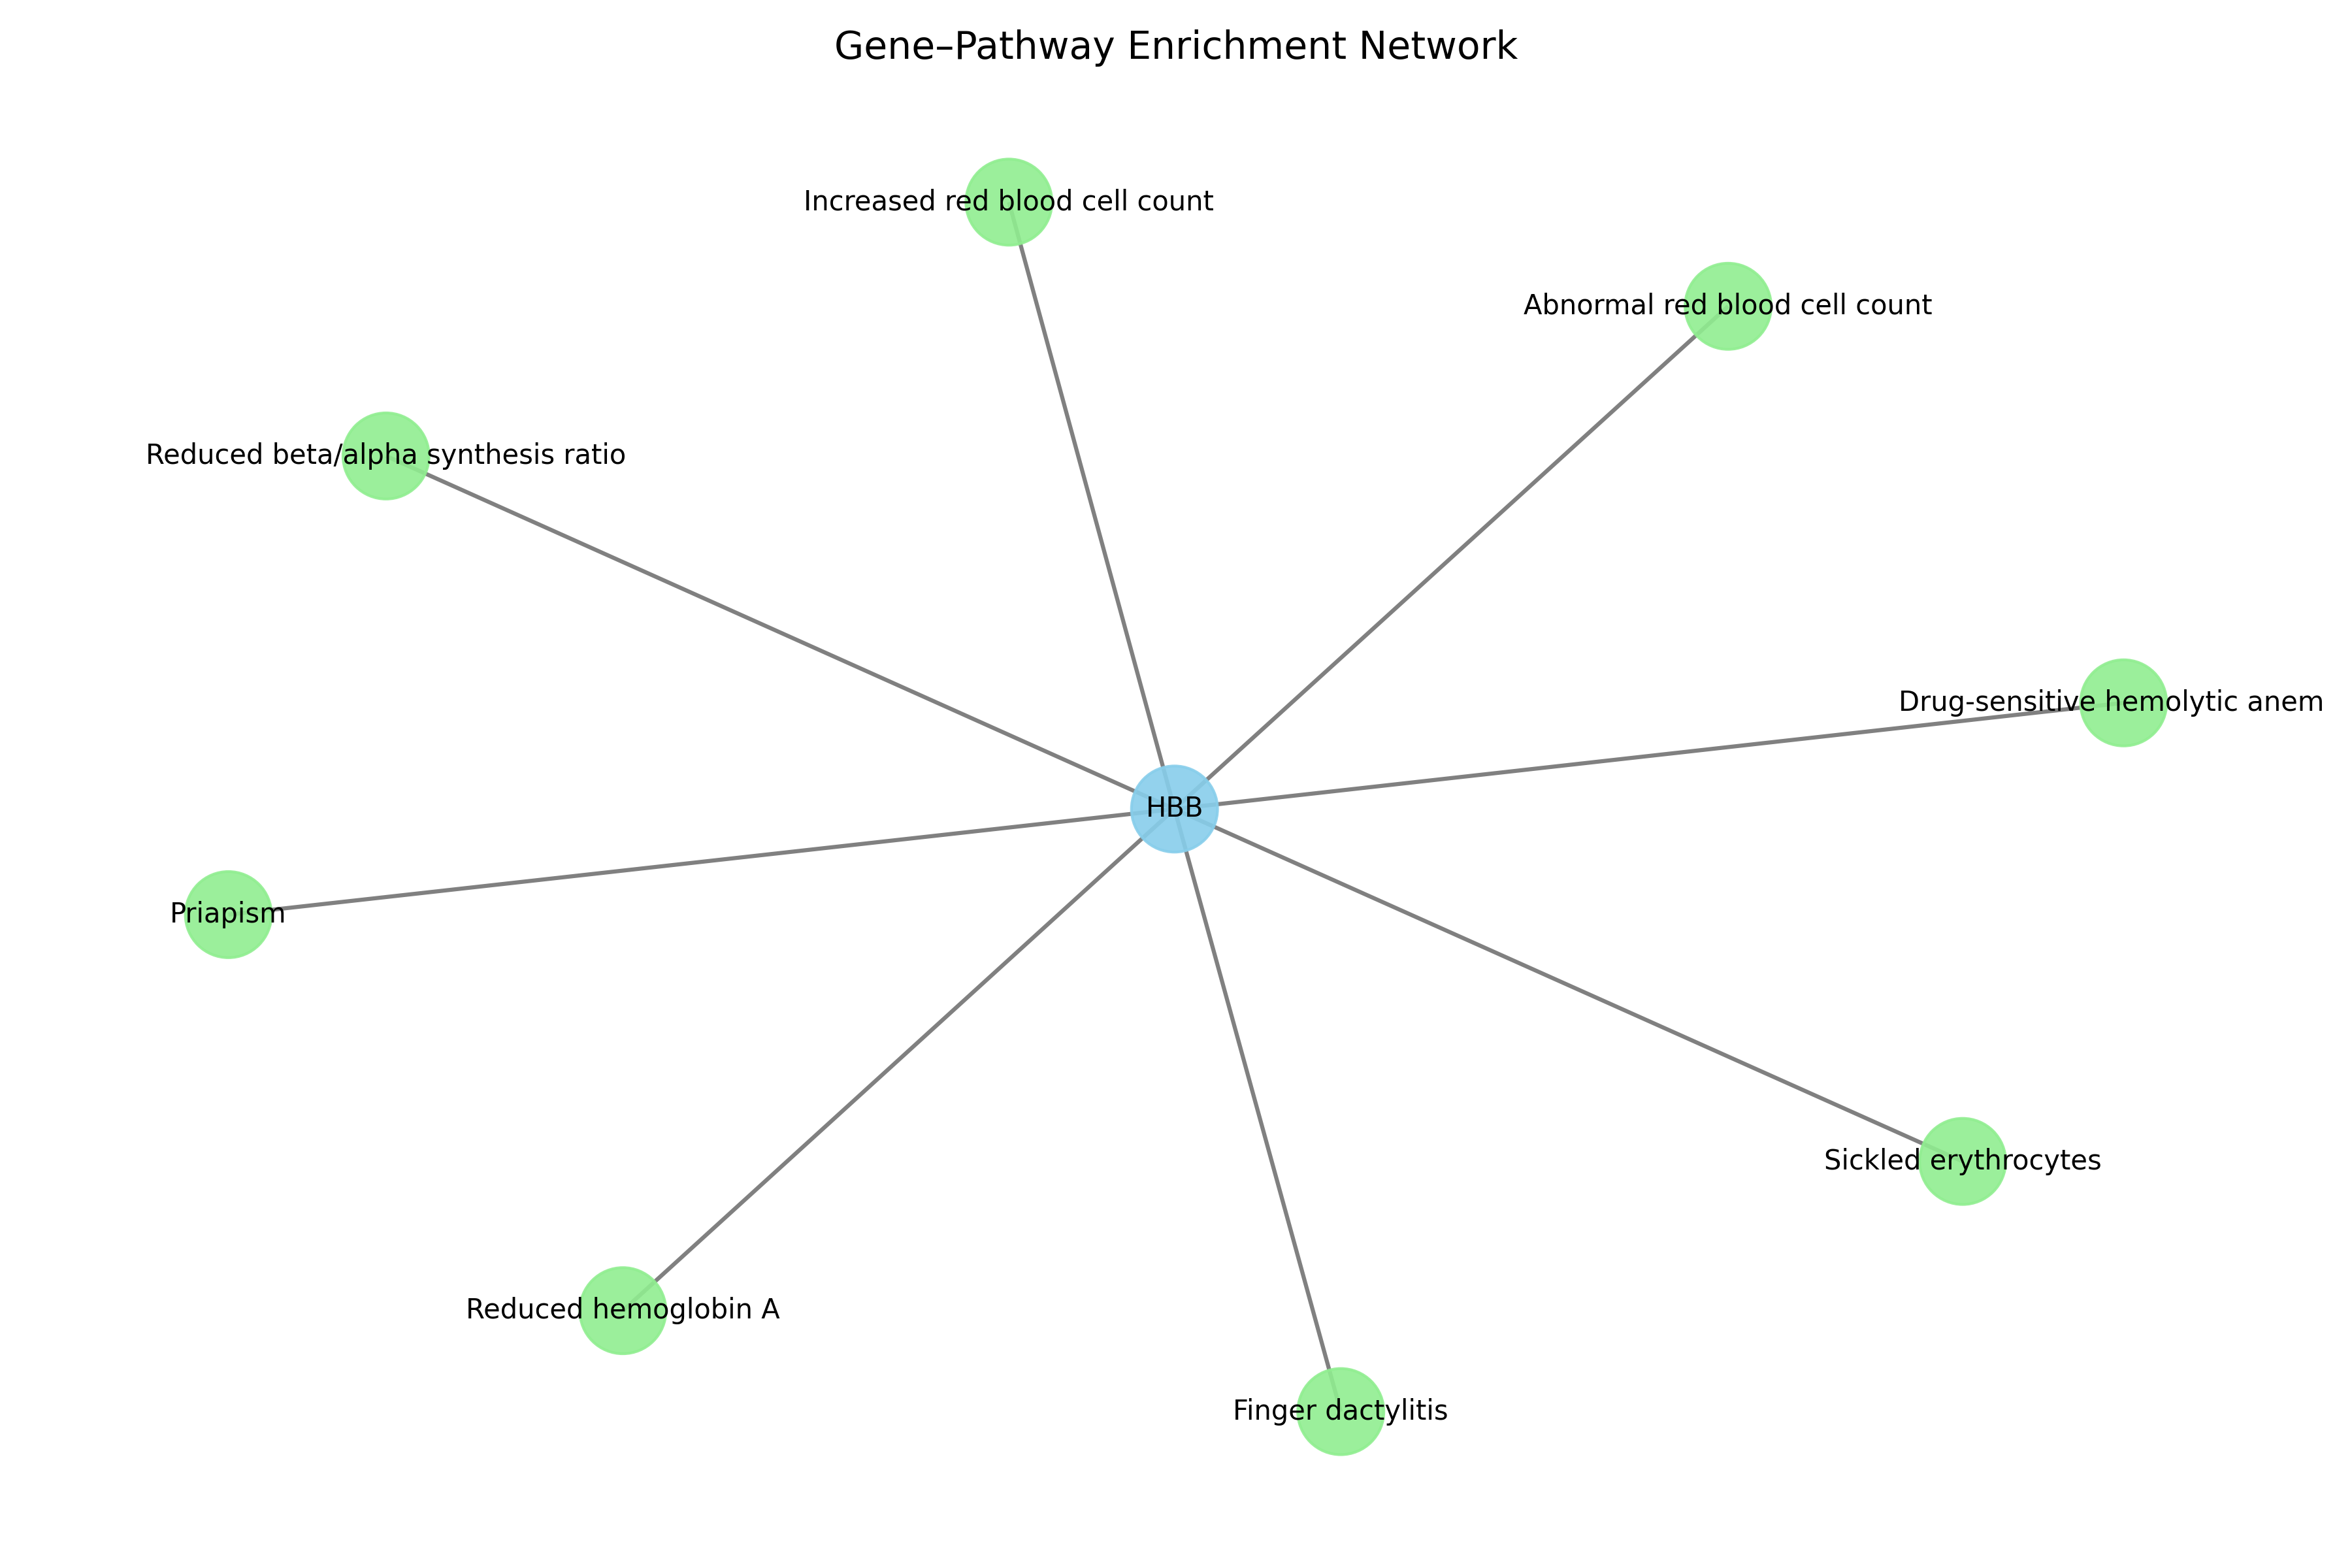 Gene–Pathway Enrichment Network
Increased red blood cell count
Abnormal red blood cell count
Reduced beta/alpha synthesis ratio
Drug-sensitive hemolytic anem
HBB
Priapism
Sickled erythrocytes
Reduced hemoglobin A
Finger dactylitis